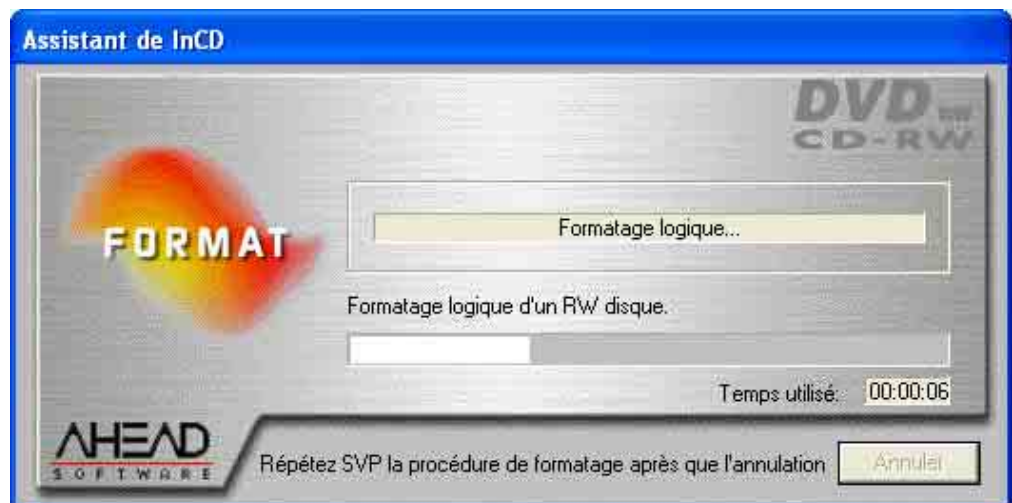 Assistant de InCD
DVD
CD-RW
FORMAT
Formatage logique...
Formatage logique d'un RW disque.
Temps utilisé: 00:00:06
AHEAD
SOFTWARE
Répétez SVP la procédure de formatage après que l'annulation
Annuler